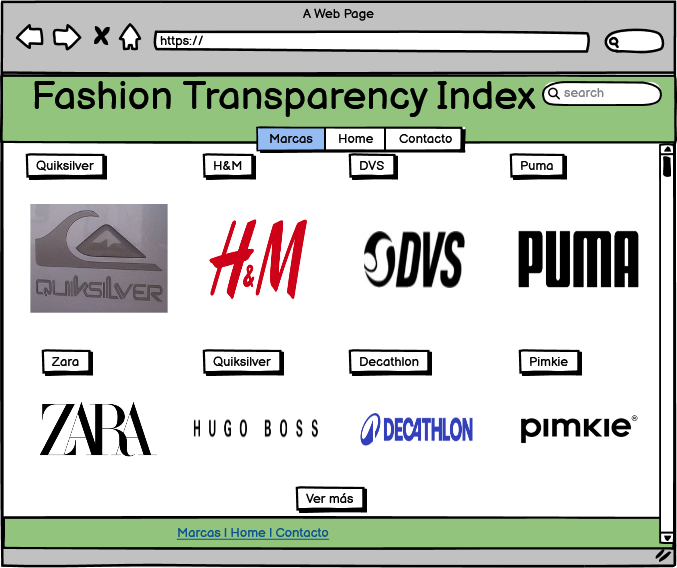 A Web Page
https://
Fashion Transparency Index
search
Marcas Home Contacto
Quiksilver H&M DVS Puma
QUIKSILVER H&M DVS PUMA
Zara Quiksilver Decathlon Pimkie
ZARA HUGO BOSS DECATHLON pimkie®
Ver más
Marcas | Home | Contacto